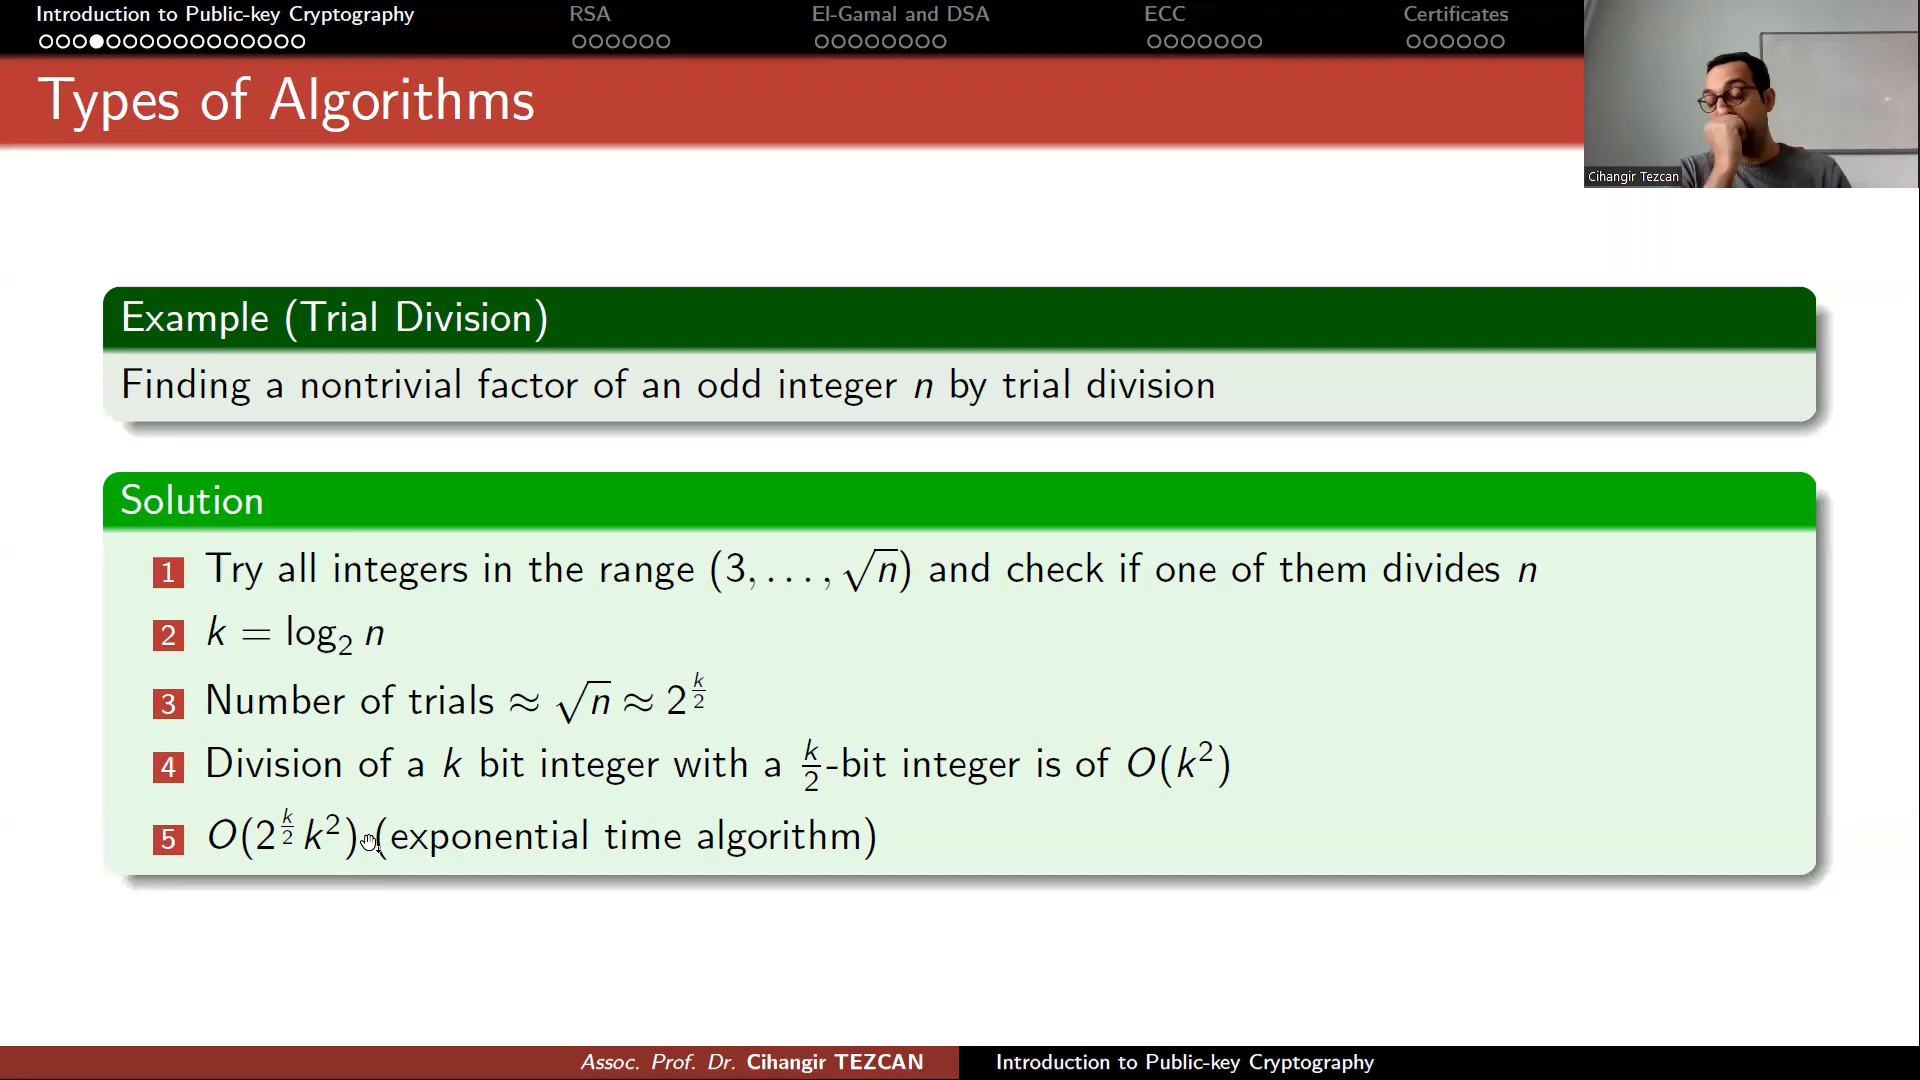 Introduction to Public-key Cryptography RSA El-Gamal and DSA ECC Certificates
Types of Algorithms
Cihangir Tezcan
Example (Trial Division)
Finding a nontrivial factor of an odd integer n by trial division
Solution
1 Try all integers in the range (3, . . . , √n) and check if one of them divides n
2 k = log₂ n
3 Number of trials ≈ √n ≈ 2^(k/2)
4 Division of a k bit integer with a k/2-bit integer is of O(k²)
5 O(2^(k/2) k²) (exponential time algorithm)
Assoc. Prof. Dr. Cihangir TEZCAN Introduction to Public-key Cryptography